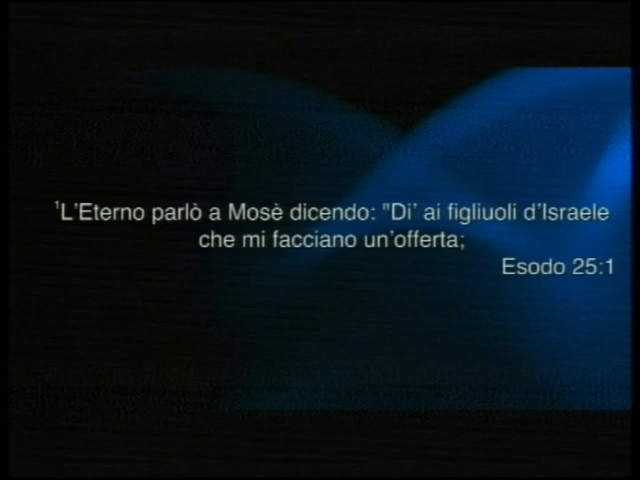 ¹L'Eterno parlò a Mosè dicendo: "Di' ai figliuoli d'Israele
che mi facciano un'offerta;
Esodo 25:1